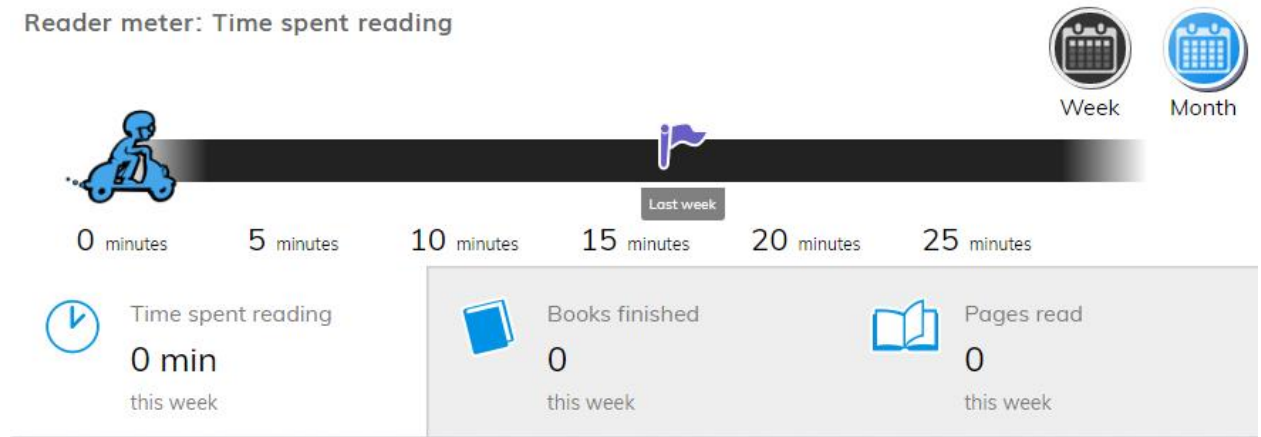 Reader meter: Time spent reading
Week Month
Last week
0 minutes 5 minutes 10 minutes 15 minutes 20 minutes 25 minutes
Time spent reading
0 min
this week
Books finished
0
this week
Pages read
0
this week